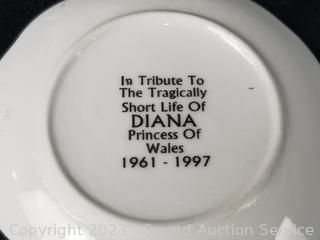 In Tribute To
The Tragically
Short Life Of
DIANA
Princess Of
Wales
1961 - 1997
Copyright 2023 - Sound Auction Service